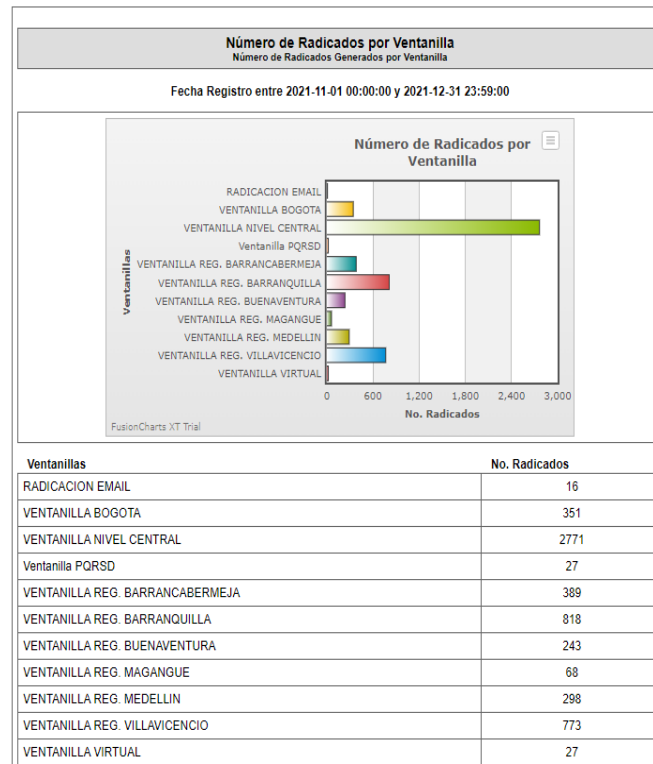 Número de Radicados por Ventanilla
Número de Radicados Generados por Ventanilla
Fecha Registro entre 2021-11-01 00:00:00 y 2021-12-31 23:59:00
Número de Radicados por
Ventanilla
Ventanillas
RADICACION EMAIL
VENTANILLA BOGOTA
VENTANILLA NIVEL CENTRAL
Ventanilla PQRSD
VENTANILLA REG. BARRANCABERMEJA
VENTANILLA REG. BARRANQUILLA
VENTANILLA REG. BUENAVENTURA
VENTANILLA REG. MAGANGUE
VENTANILLA REG. MEDELLIN
VENTANILLA REG. VILLAVICENCIO
VENTANILLA VIRTUAL
0 600 1,200 1,800 2,400 3,000
No. Radicados
FusionCharts XT Trial
Ventanillas No. Radicados
RADICACION EMAIL 16
VENTANILLA BOGOTA 351
VENTANILLA NIVEL CENTRAL 2771
Ventanilla PQRSD 27
VENTANILLA REG. BARRANCABERMEJA 389
VENTANILLA REG. BARRANQUILLA 818
VENTANILLA REG. BUENAVENTURA 243
VENTANILLA REG. MAGANGUE 68
VENTANILLA REG. MEDELLIN 298
VENTANILLA REG. VILLAVICENCIO 773
VENTANILLA VIRTUAL 27